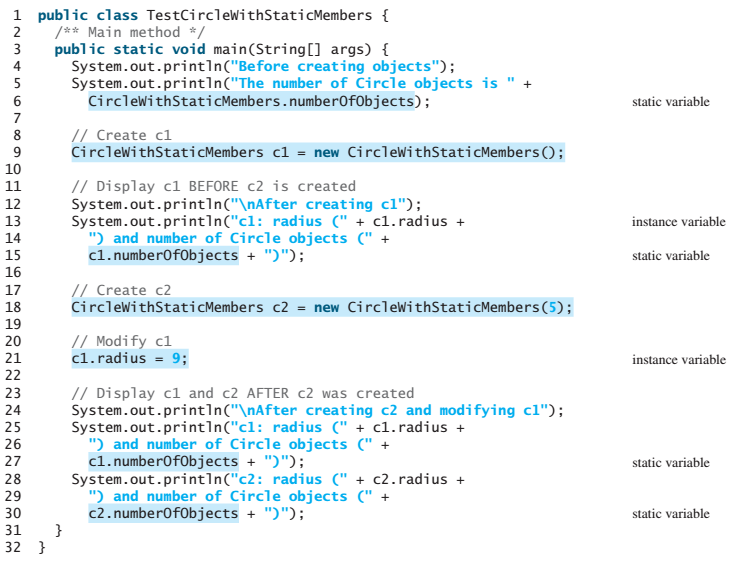 1 public class TestCircleWithStaticMembers {
2 /** Main method */
3 public static void main(String[] args) {
4 System.out.println("Before creating objects");
5 System.out.println("The number of Circle objects is " +
6 CircleWithStaticMembers.numberOfObjects); static variable
7
8 // Create c1
9 CircleWithStaticMembers c1 = new CircleWithStaticMembers();
10
11 // Display c1 BEFORE c2 is created
12 System.out.println("\nAfter creating c1");
13 System.out.println("c1: radius (" + c1.radius + instance variable
14 ") and number of Circle objects (" +
15 c1.numberOfObjects + ")"); static variable
16
17 // Create c2
18 CircleWithStaticMembers c2 = new CircleWithStaticMembers(5);
19
20 // Modify c1
21 c1.radius = 9; instance variable
22
23 // Display c1 and c2 AFTER c2 was created
24 System.out.println("\nAfter creating c2 and modifying c1");
25 System.out.println("c1: radius (" + c1.radius +
26 ") and number of Circle objects (" +
27 c1.numberOfObjects + ")"); static variable
28 System.out.println("c2: radius (" + c2.radius +
29 ") and number of Circle objects (" +
30 c2.numberOfObjects + ")"); static variable
31 }
32 }